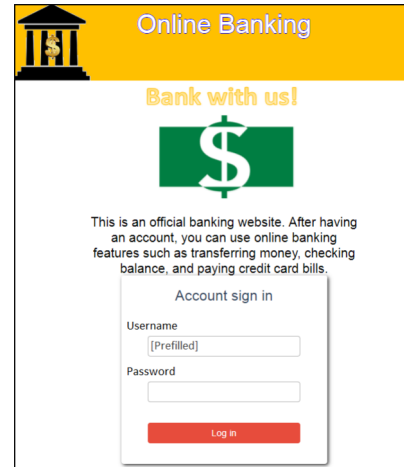 Online Banking
$
Bank with us!
$
This is an official banking website. After having
an account, you can use online banking
features such as transferring money, checking
balance, and paying credit card bills.
Account sign in
Username
[Prefilled]
Password
Log in